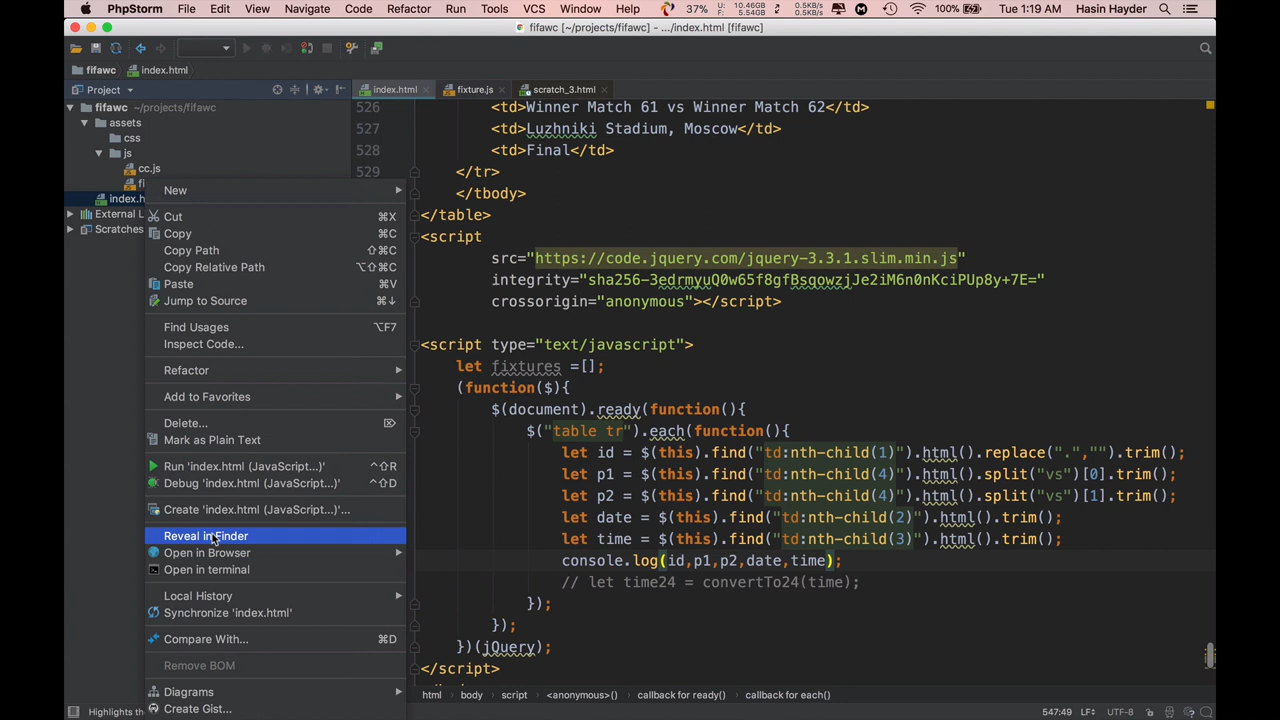 PhpStorm File Edit View Navigate Code Refactor Run Tools VCS Window Help 37% U: 10.46GB F: 5.54GB 0.5KB/s 0.5KB/s 100% Tue 1:19 AM Hasin Hayder
fifawc [~/projects/fifawc] - .../index.html [fifawc]
fifawc index.html
Project index.html fixture.js scratch_3.html
fifawc ~/projects/fifawc
assets
css
js
cc.js
fi
index.h
External L
Scratches
New
Cut ⌘X
Copy ⌘C
Copy Path ⇧⌘C
Copy Relative Path ⌥⇧⌘C
Paste ⌘V
Jump to Source ⌘↓
Find Usages ⌥F7
Inspect Code...
Refactor
Add to Favorites
Delete... ⌦
Mark as Plain Text
Run 'index.html (JavaScript...)' ^⇧R
Debug 'index.html (JavaScript...)' ^⇧D
Create 'index.html (JavaScript...)'...
Reveal in Finder
Open in Browser
Open in terminal
Local History
Synchronize 'index.html'
Compare With... ⌘D
Remove BOM
Diagrams
Create Gist...
526 <td>Winner Match 61 vs Winner Match 62</td>
527 <td>Luzhniki Stadium, Moscow</td>
528 <td>Final</td>
529 </tr>
</tbody>
</table>
<script
src="https://code.jquery.com/jquery-3.3.1.slim.min.js"
integrity="sha256-3edrmyuQ0w65f8gfBsqowzjJe2iM6n0nKciPUp8y+7E="
crossorigin="anonymous"></script>
<script type="text/javascript">
let fixtures =[];
(function($){
$(document).ready(function(){
$("table tr").each(function(){
let id = $(this).find("td:nth-child(1)").html().replace(".","").trim();
let p1 = $(this).find("td:nth-child(4)").html().split("vs")[0].trim();
let p2 = $(this).find("td:nth-child(4)").html().split("vs")[1].trim();
let date = $(this).find("td:nth-child(2)").html().trim();
let time = $(this).find("td:nth-child(3)").html().trim();
console.log(id,p1,p2,date,time);
// let time24 = convertTo24(time);
});
});
})(jQuery);
</script>
html body script <anonymous>() callback for ready() callback for each()
Highlights th 547:49 LF÷ UTF-8